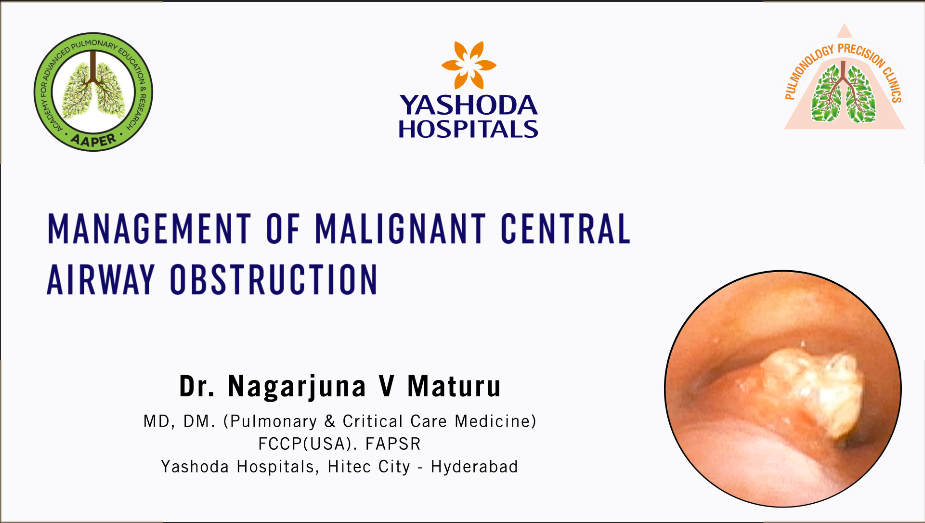 ACADEMY FOR ADVANCED PULMONARY EDUCATION & RESEARCH
· AAPER ·
YASHODA
HOSPITALS
PULMONOLOGY PRECISION CLINICS
MANAGEMENT OF MALIGNANT CENTRAL
AIRWAY OBSTRUCTION
Dr. Nagarjuna V Maturu
MD, DM. (Pulmonary & Critical Care Medicine)
FCCP(USA). FAPSR
Yashoda Hospitals, Hitec City - Hyderabad